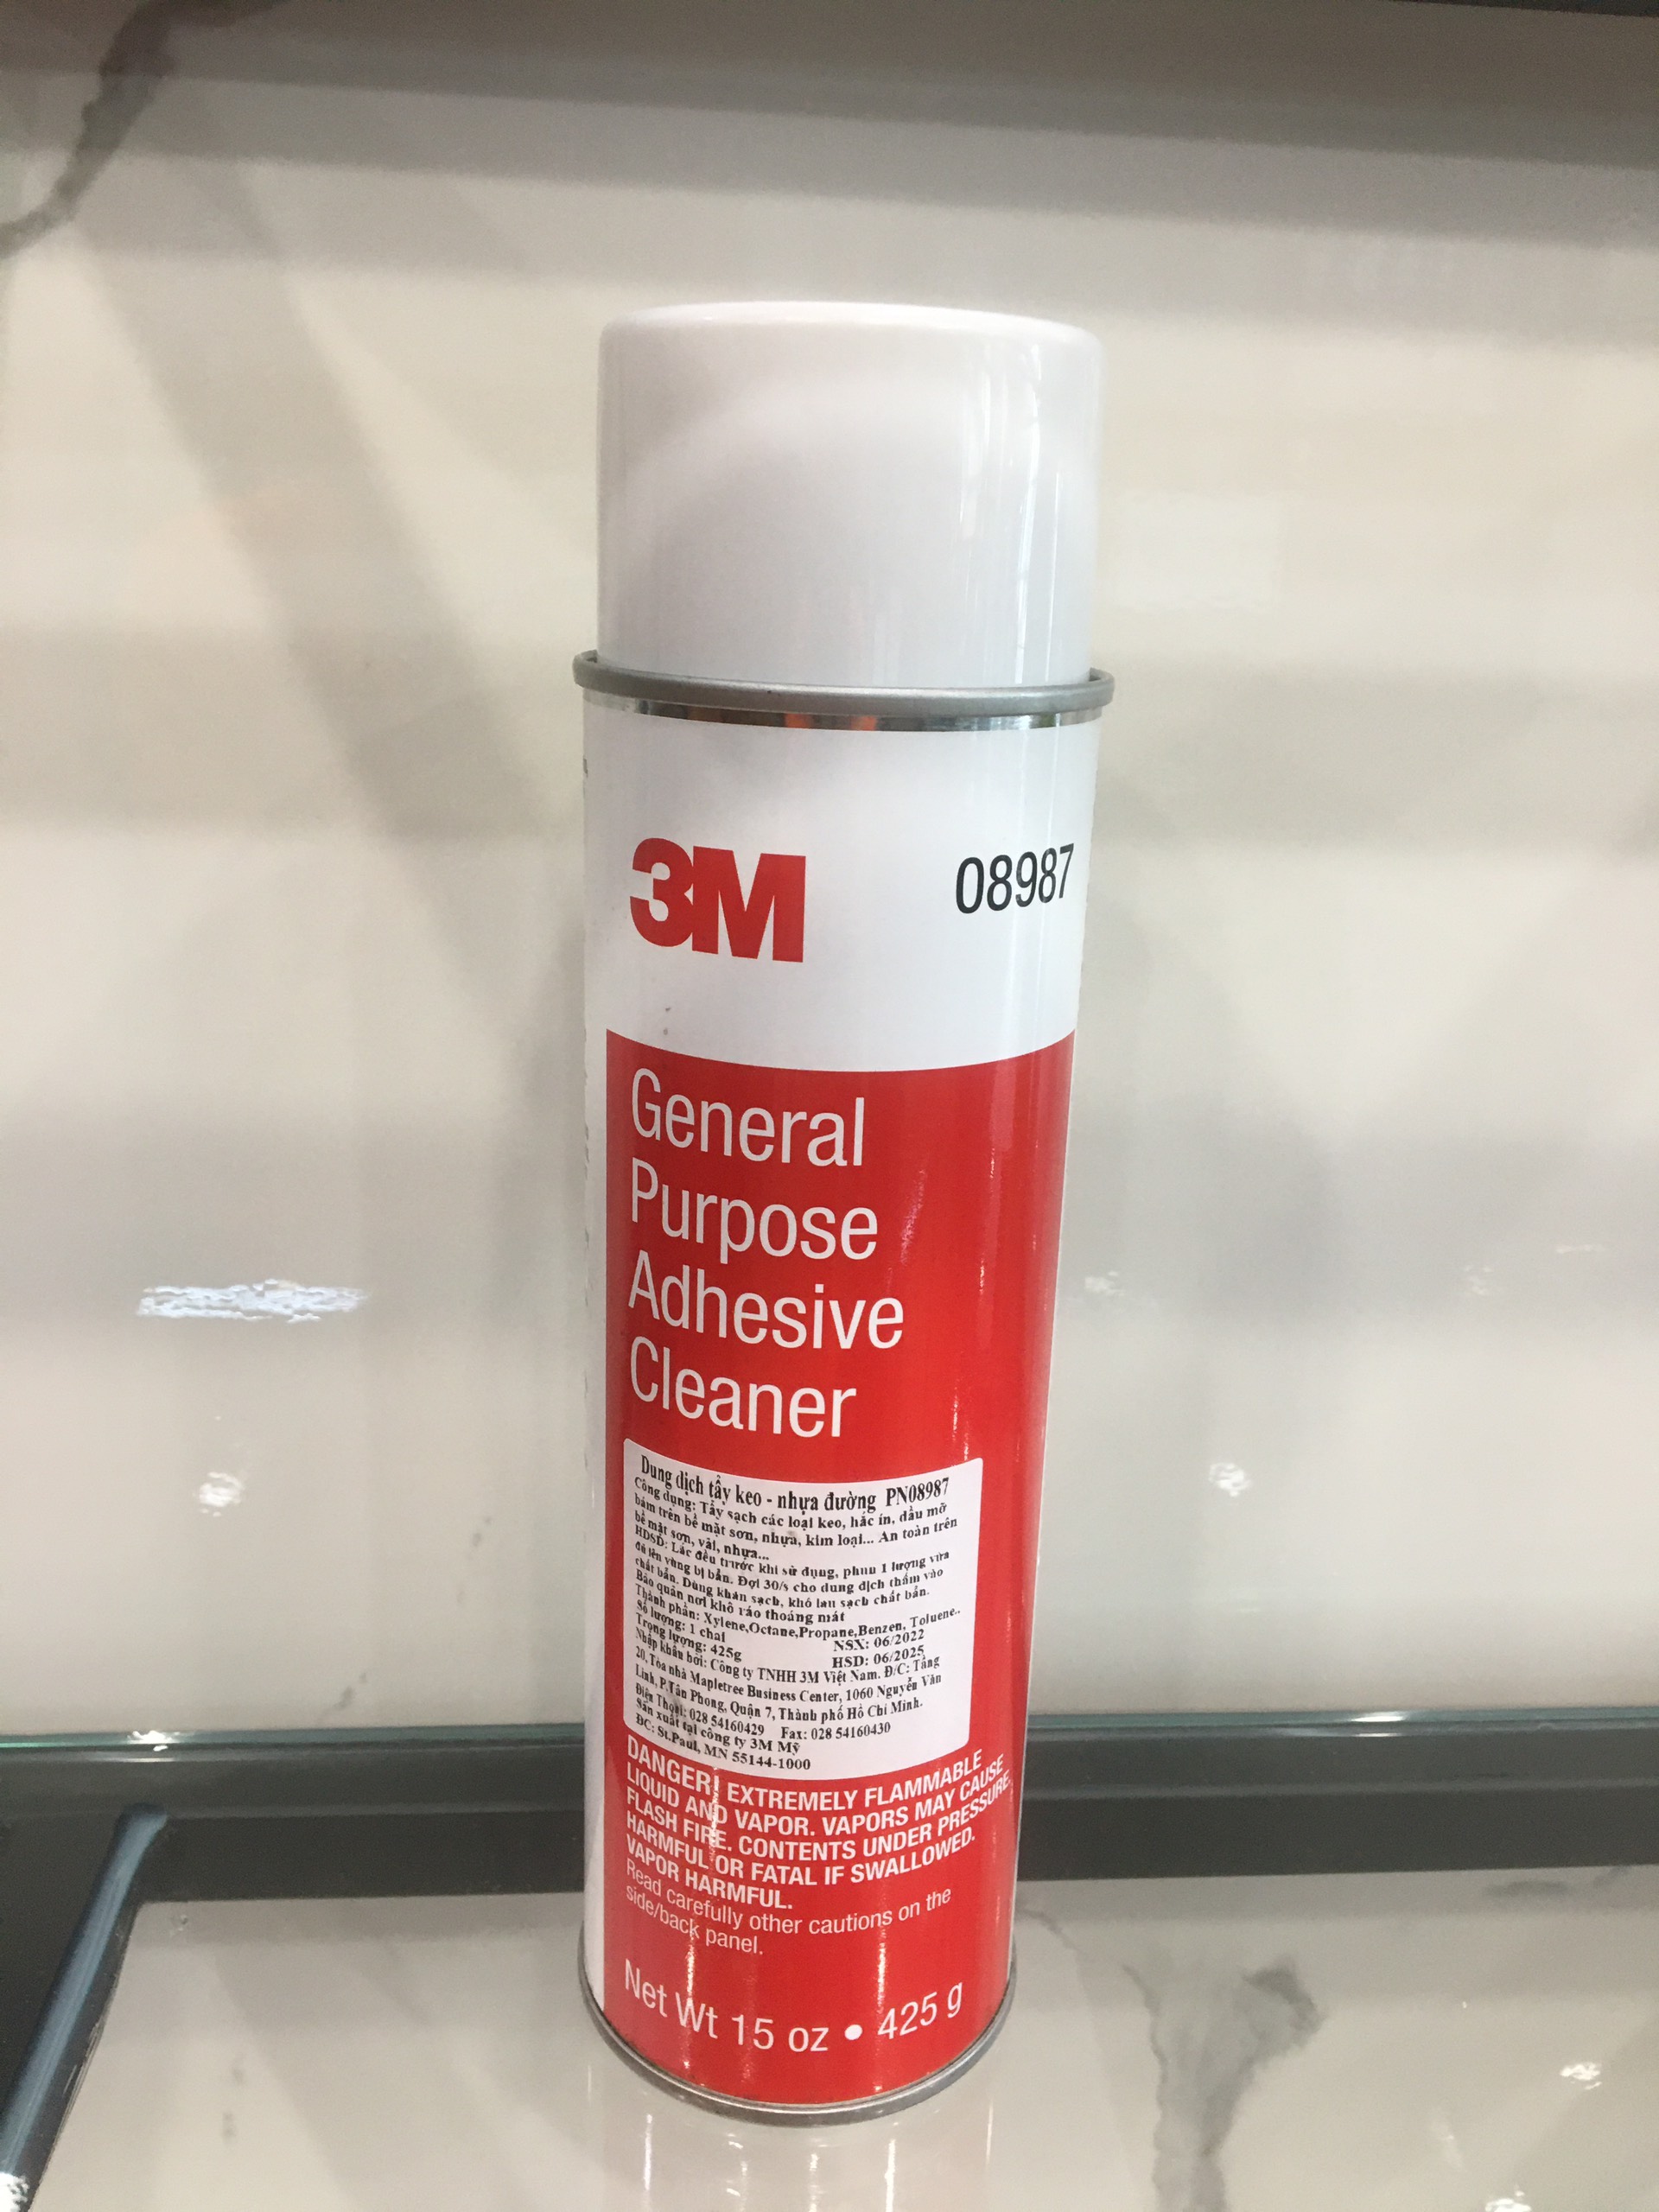 3M 08987
General
Purpose
Adhesive
Cleaner
Dung dịch tẩy keo - nhựa đường PN08987
Công dụng: Tẩy sạch các loại keo, hắc ín, dầu mỡ
bám trên bề mặt sơn, nhựa, kim loại... An toàn trên
bề mặt sơn, vải, nhựa...
HDSD: Lắc đều trước khi sử dụng, phun 1 lượng vừa
đủ lên vùng bị bẩn. Đợi 30/s cho dung dịch thấm vào
chất bẩn. Dùng khăn sạch, khô lau sạch chất bẩn.
Bảo quản nơi khô ráo thoáng mát
Thành phần: Xylene,Octane,Propane,Benzen, Toluene..
Số lượng: 1 chai NSX: 06/2022
Trọng lượng: 425g HSD: 06/2025
Nhập khẩu bởi: Công ty TNHH 3M Việt Nam. Đ/C: Tầng
20, Tòa nhà Mapletree Business Center, 1060 Nguyễn Văn
Linh, P.Tân Phong, Quận 7, Thành phố Hồ Chí Minh.
Điện Thoại: 028 54160429 Fax: 028 54160430
Sản xuất tại công ty 3M Mỹ
ĐC: St.Paul, MN 55144-1000
DANGER! EXTREMELY FLAMMABLE
LIQUID AND VAPOR. VAPORS MAY CAUSE
FLASH FIRE. CONTENTS UNDER PRESSURE.
HARMFUL OR FATAL IF SWALLOWED.
VAPOR HARMFUL.
Read carefully other cautions on the
side/back panel.
Net Wt 15 oz • 425 g